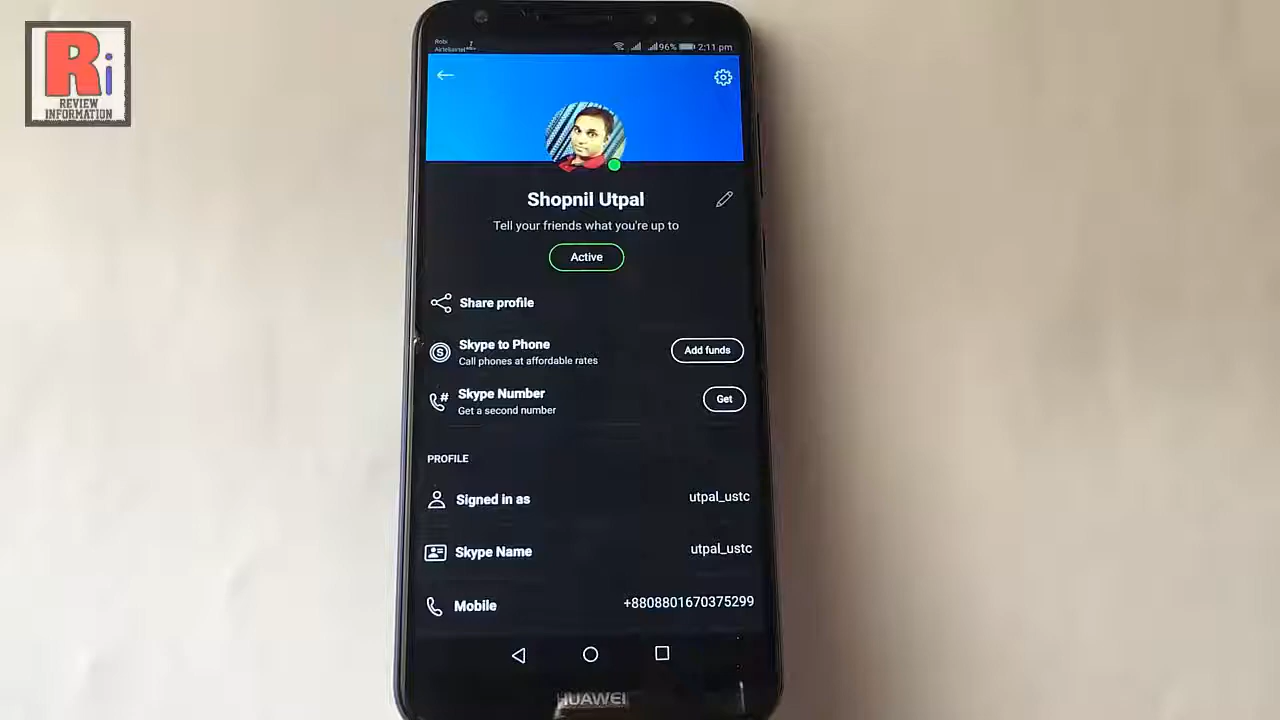 Ri
REVIEW
INFORMATION
Robi
96% 2:11 pm
Shopnil Utpal
Tell your friends what you're up to
Active
Share profile
Skype to Phone
Call phones at affordable rates
Add funds
Skype Number
Get a second number
Get
PROFILE
Signed in as
utpal_ustc
Skype Name
utpal_ustc
Mobile
+8808801670375299
HUAWEI